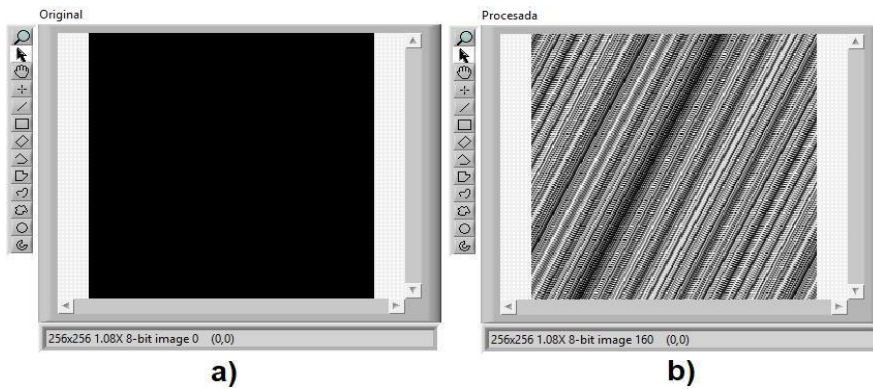 Original
Procesada
256x256 1.08X 8-bit image 0 (0,0)
256x256 1.08X 8-bit image 160 (0,0)
a)
b)